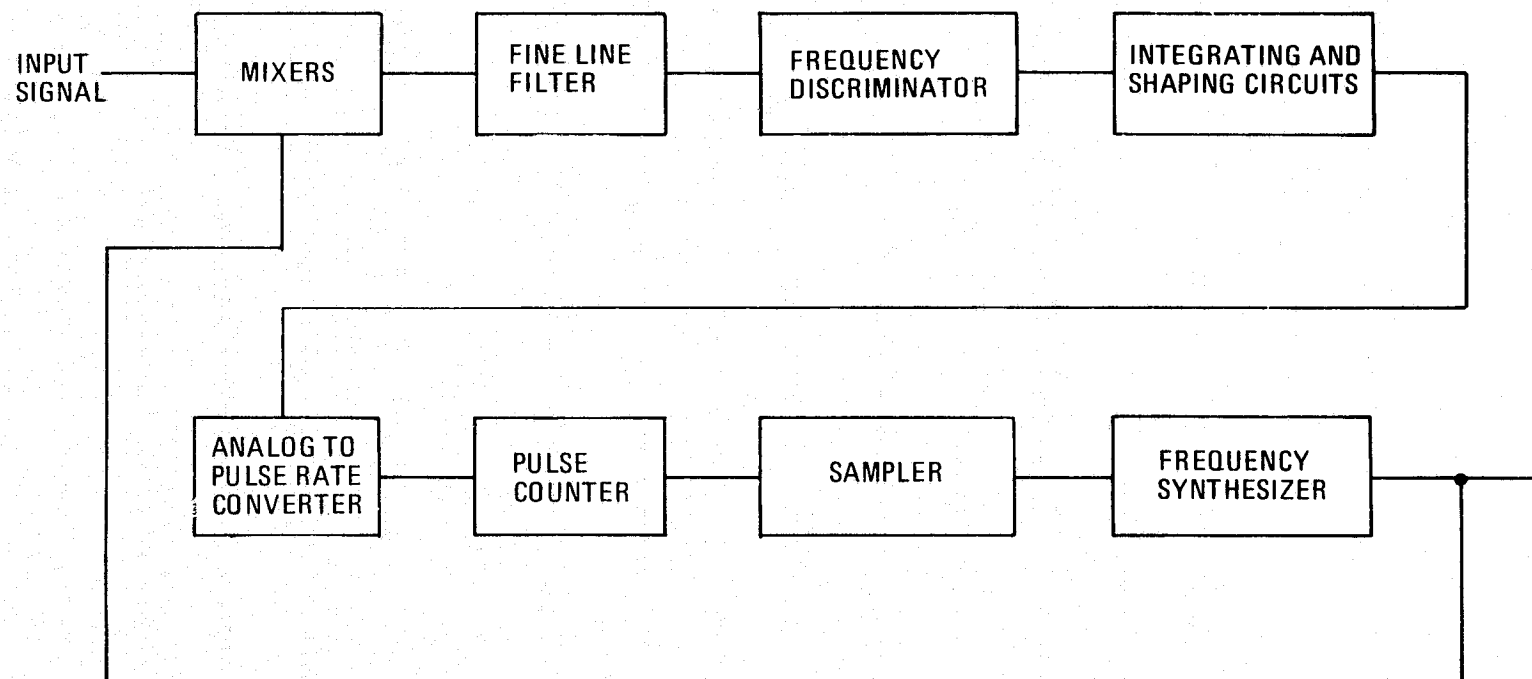 INPUT
SIGNAL
MIXERS
FINE LINE
FILTER
FREQUENCY
DISCRIMINATOR
INTEGRATING AND
SHAPING CIRCUITS
ANALOG TO
PULSE RATE
CONVERTER
PULSE
COUNTER
SAMPLER
FREQUENCY
SYNTHESIZER